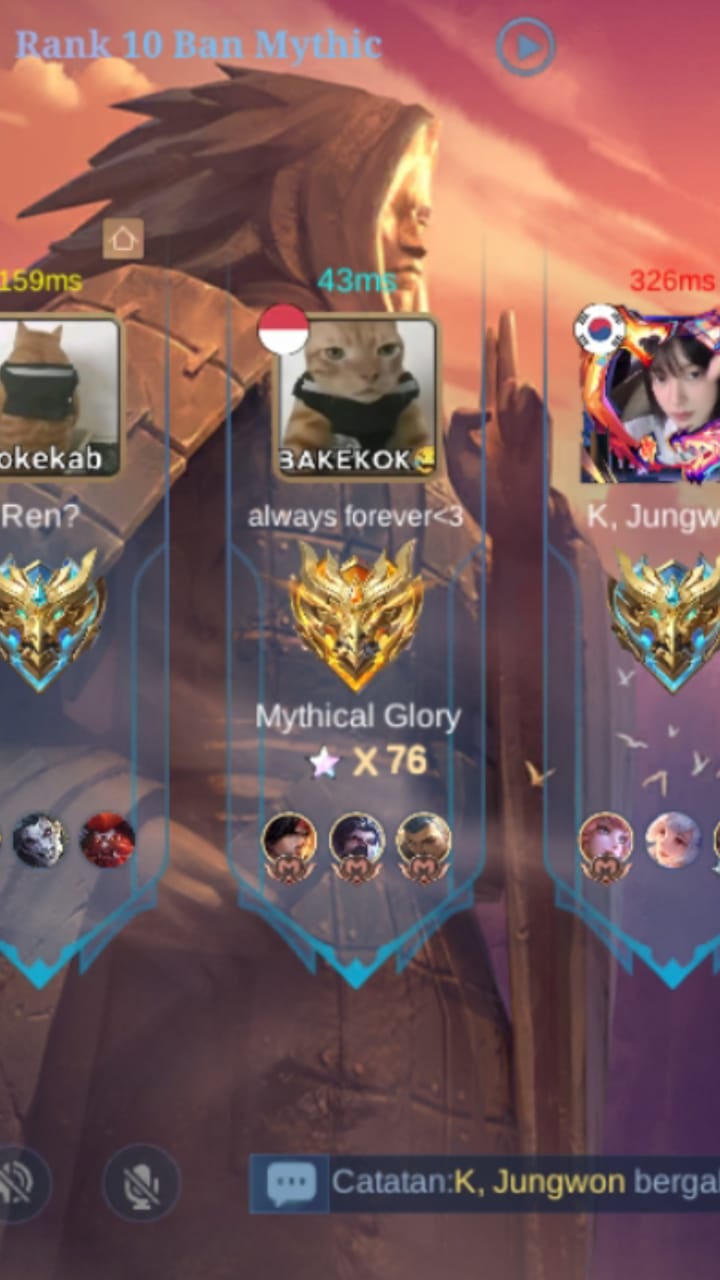 Rank 10 Ban Mythic
159ms
43ms
326ms
okekab
BAKEKOK
Ren?
always forever<3
K, Jungw
Mythical Glory
X 76
Catatan:K, Jungwon berga